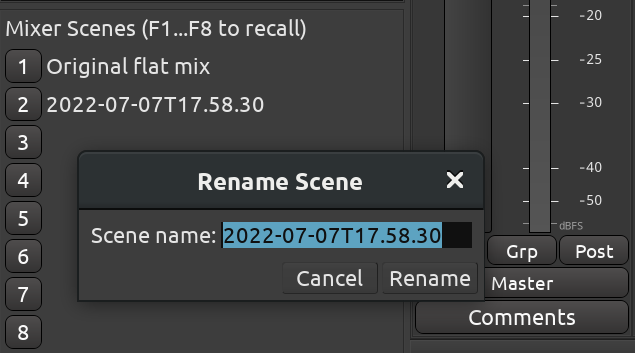 Mixer Scenes (F1...F8 to recall)
1 Original flat mix
2 2022-07-07T17.58.30
3
4
5
6
7
8
Rename Scene
Scene name: 2022-07-07T17.58.30
Cancel Rename
-20
-25
-30
-40
-50
dBFS
Grp Post
Master
Comments